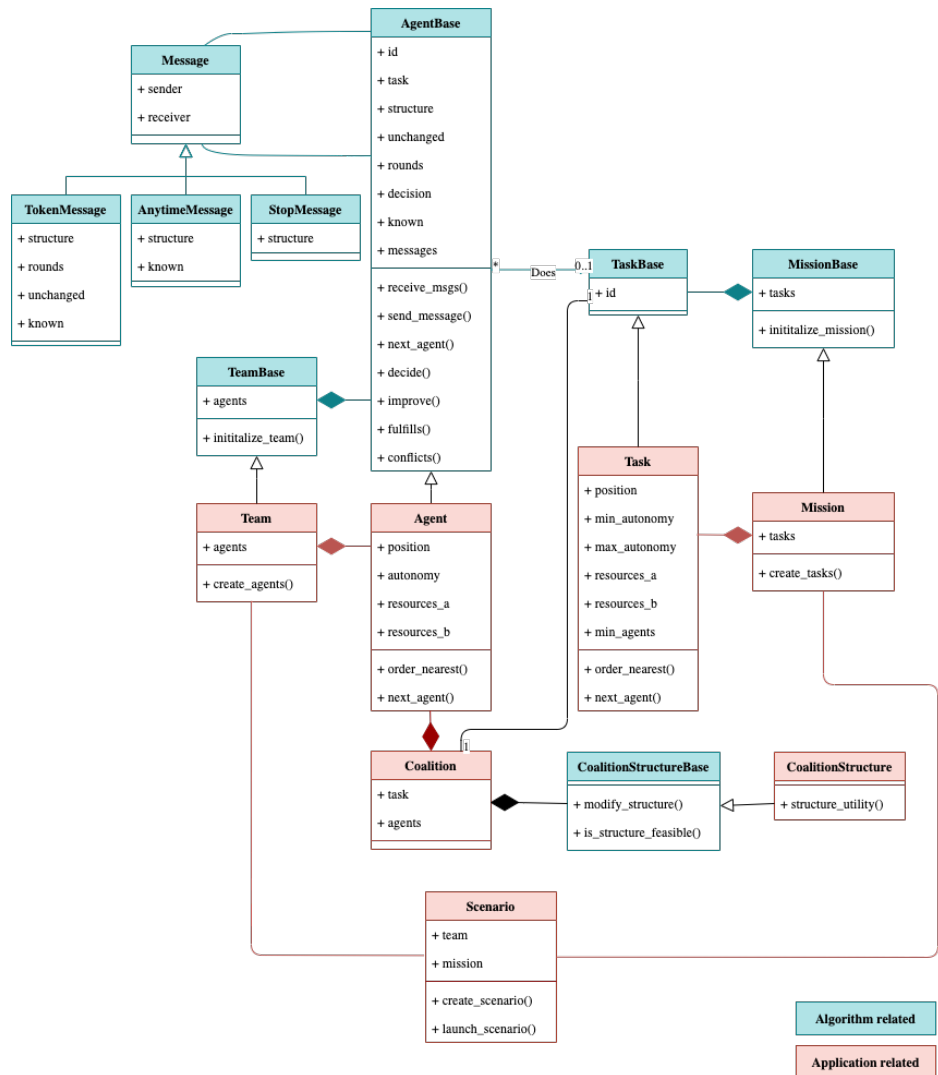 AgentBase
+ id
+ task
+ structure
+ unchanged
+ rounds
+ decision
+ known
+ messages
+ receive_msgs()
+ send_message()
+ next_agent()
+ decide()
+ improve()
+ fulfills()
+ conflicts()
Message
+ sender
+ receiver
TokenMessage
+ structure
+ rounds
+ unchanged
+ known
AnytimeMessage
+ structure
+ known
StopMessage
+ structure
*
Does
0..1
TaskBase
+ id
1
MissionBase
+ tasks
+ inititalize_mission()
TeamBase
+ agents
+ inititalize_team()
Team
+ agents
+ create_agents()
Agent
+ position
+ autonomy
+ resources_a
+ resources_b
+ order_nearest()
+ next_agent()
Task
+ position
+ min_autonomy
+ max_autonomy
+ resources_a
+ resources_b
+ min_agents
+ order_nearest()
+ next_agent()
Mission
+ tasks
+ create_tasks()
1
Coalition
+ task
+ agents
CoalitionStructureBase
+ modify_structure()
+ is_structure_feasible()
CoalitionStructure
+ structure_utility()
Scenario
+ team
+ mission
+ create_scenario()
+ launch_scenario()
Algorithm related
Application related